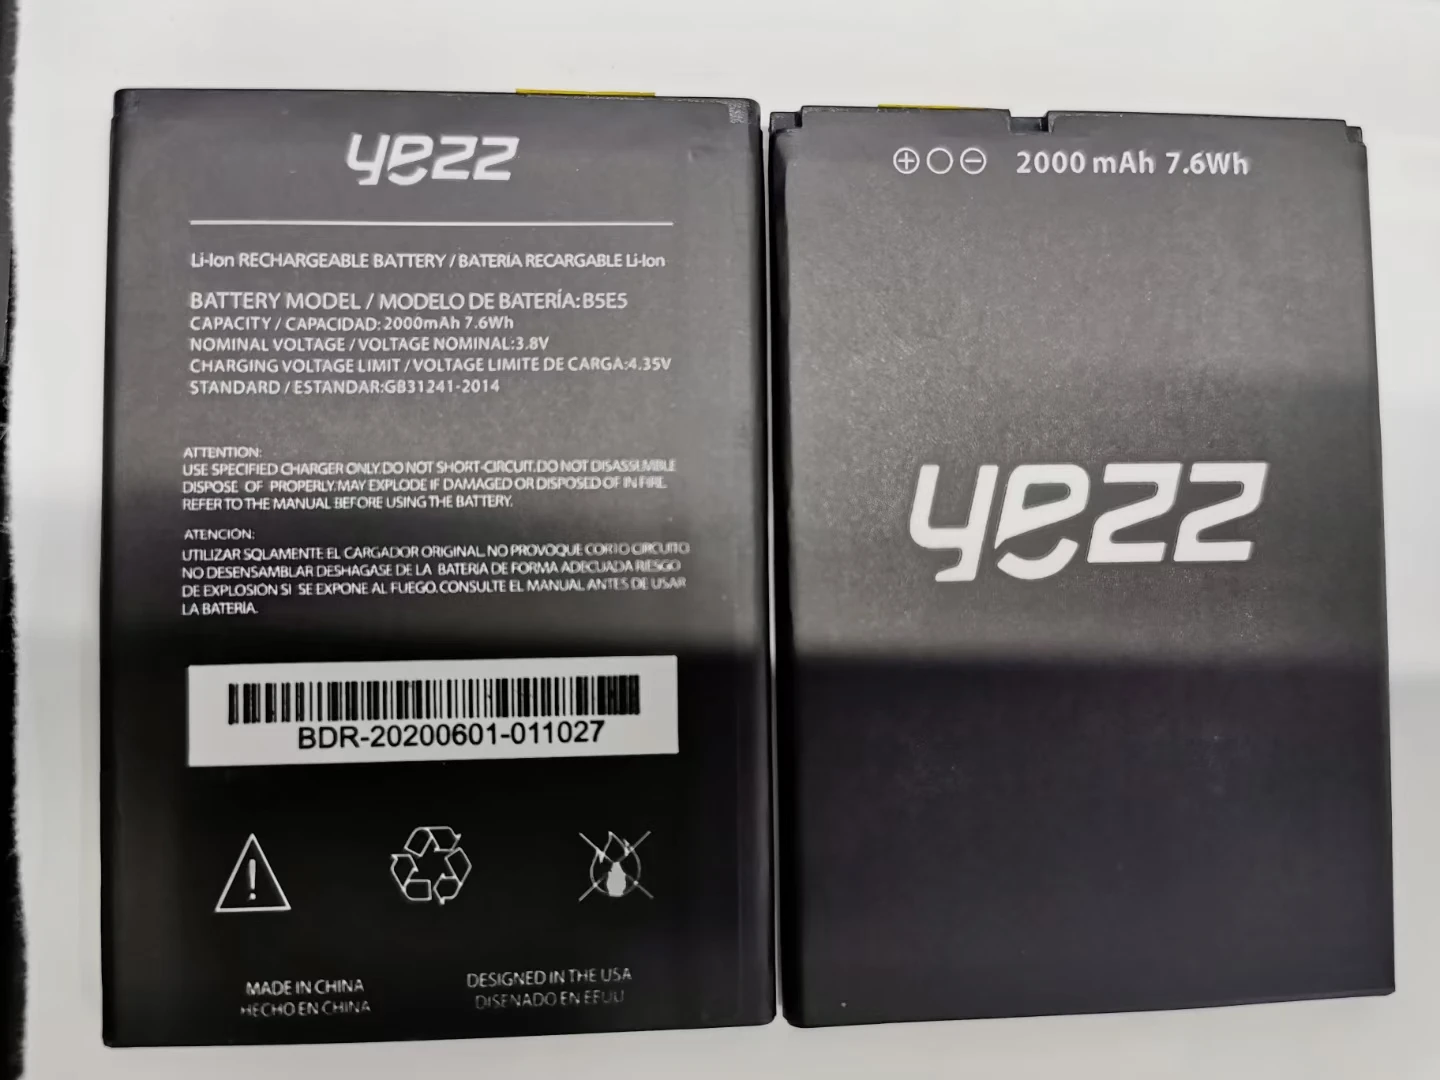 yezz
Li-Ion RECHARGEABLE BATTERY / BATERIA RECARGABLE Li-Ion
BATTERY MODEL / MODELO DE BATERÍA:B5E5
CAPACITY / CAPACIDAD:2000mAh 7.6Wh
NOMINAL VOLTAGE / VOLTAGE NOMINAL:3.8V
CHARGING VOLTAGE LIMIT / VOLTAGE LIMITE DE CARGA:4.35V
STANDARD / ESTANDAR:GB31241-2014
ATTENTION:
USE SPECIFIED CHARGER ONLY.DO NOT SHORT-CIRCUIT.DO NOT DISASSEMBLE
DISPOSE OF PROPERLY.MAY EXPLODE IF DAMAGED OR DISPOSED OF IN FIRE.
REFER TO THE MANUAL BEFORE USING THE BATTERY.
ATENCIÓN:
UTILIZAR SQLAMENTE EL CARGADOR ORIGINAL.NO PROVOQUE CORTO CIRCUITO
NO DESENSAMBLAR DESHAGASE DE LA BATERIA DE FORMA ADECUADA RIESGO
DE EXPLOSIÓN SI SE EXPONE AL FUEGO.CONSULTE EL MANUAL ANTES DE USAR
LA BATERÍA.
BDR-20200601-011027
MADE IN CHINA
HECHO EN CHINA
DESIGNED IN THE USA
DISENADO EN EEUU
2000 mAh 7.6Wh
yezz